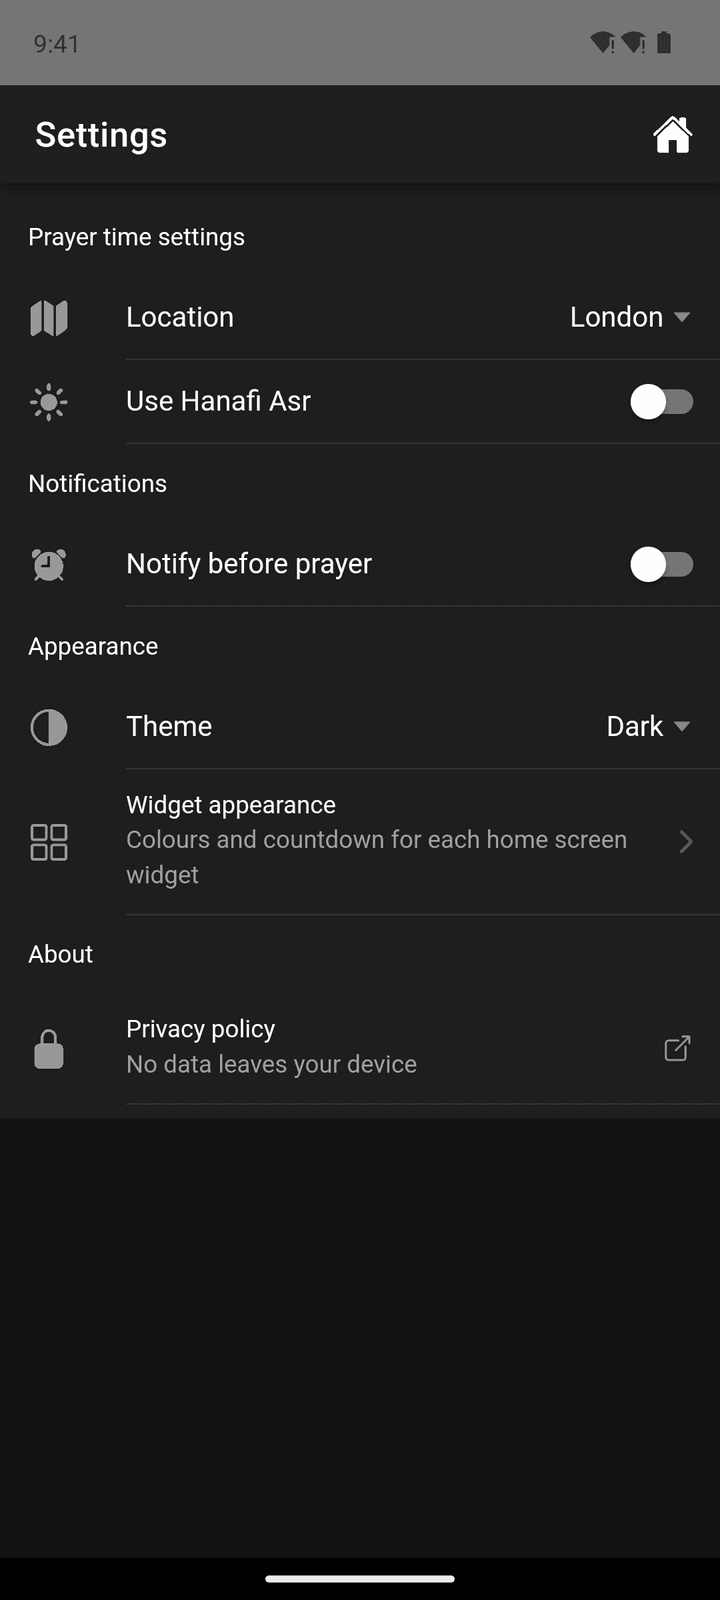 9:41
Settings
Prayer time settings
Location
London
Use Hanafi Asr
Notifications
Notify before prayer
Appearance
Theme
Dark
Widget appearance
Colours and countdown for each home screen
widget
About
Privacy policy
No data leaves your device